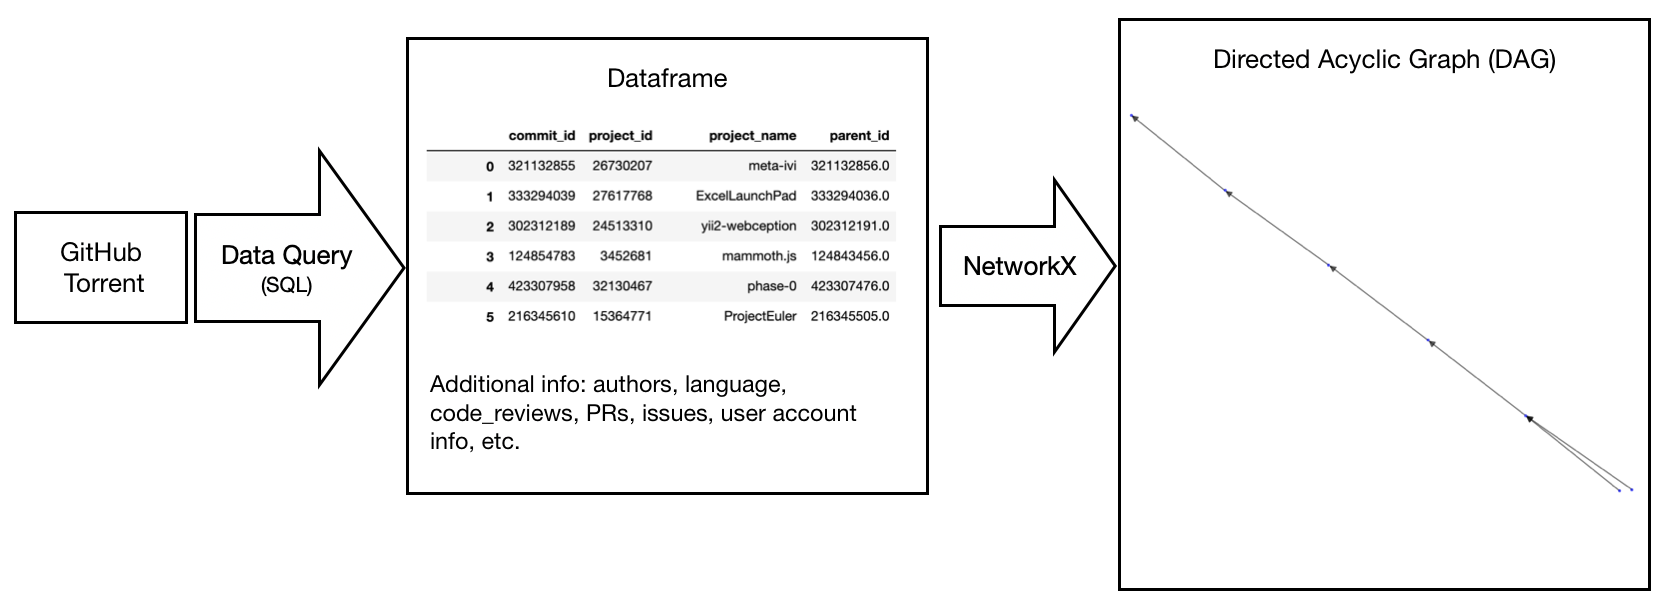 GitHub
Torrent
Data Query
(SQL)
Dataframe
commit_id project_id project_name parent_id
0 321132855 26730207 meta-ivi 321132856.0
1 333294039 27617768 ExcelLaunchPad 333294036.0
2 302312189 24513310 yii2-webception 302312191.0
3 124854783 3452681 mammoth.js 124843456.0
4 423307958 32130467 phase-0 423307476.0
5 216345610 15364771 ProjectEuler 216345505.0
Additional info: authors, language,
code_reviews, PRs, issues, user account
info, etc.
NetworkX
Directed Acyclic Graph (DAG)